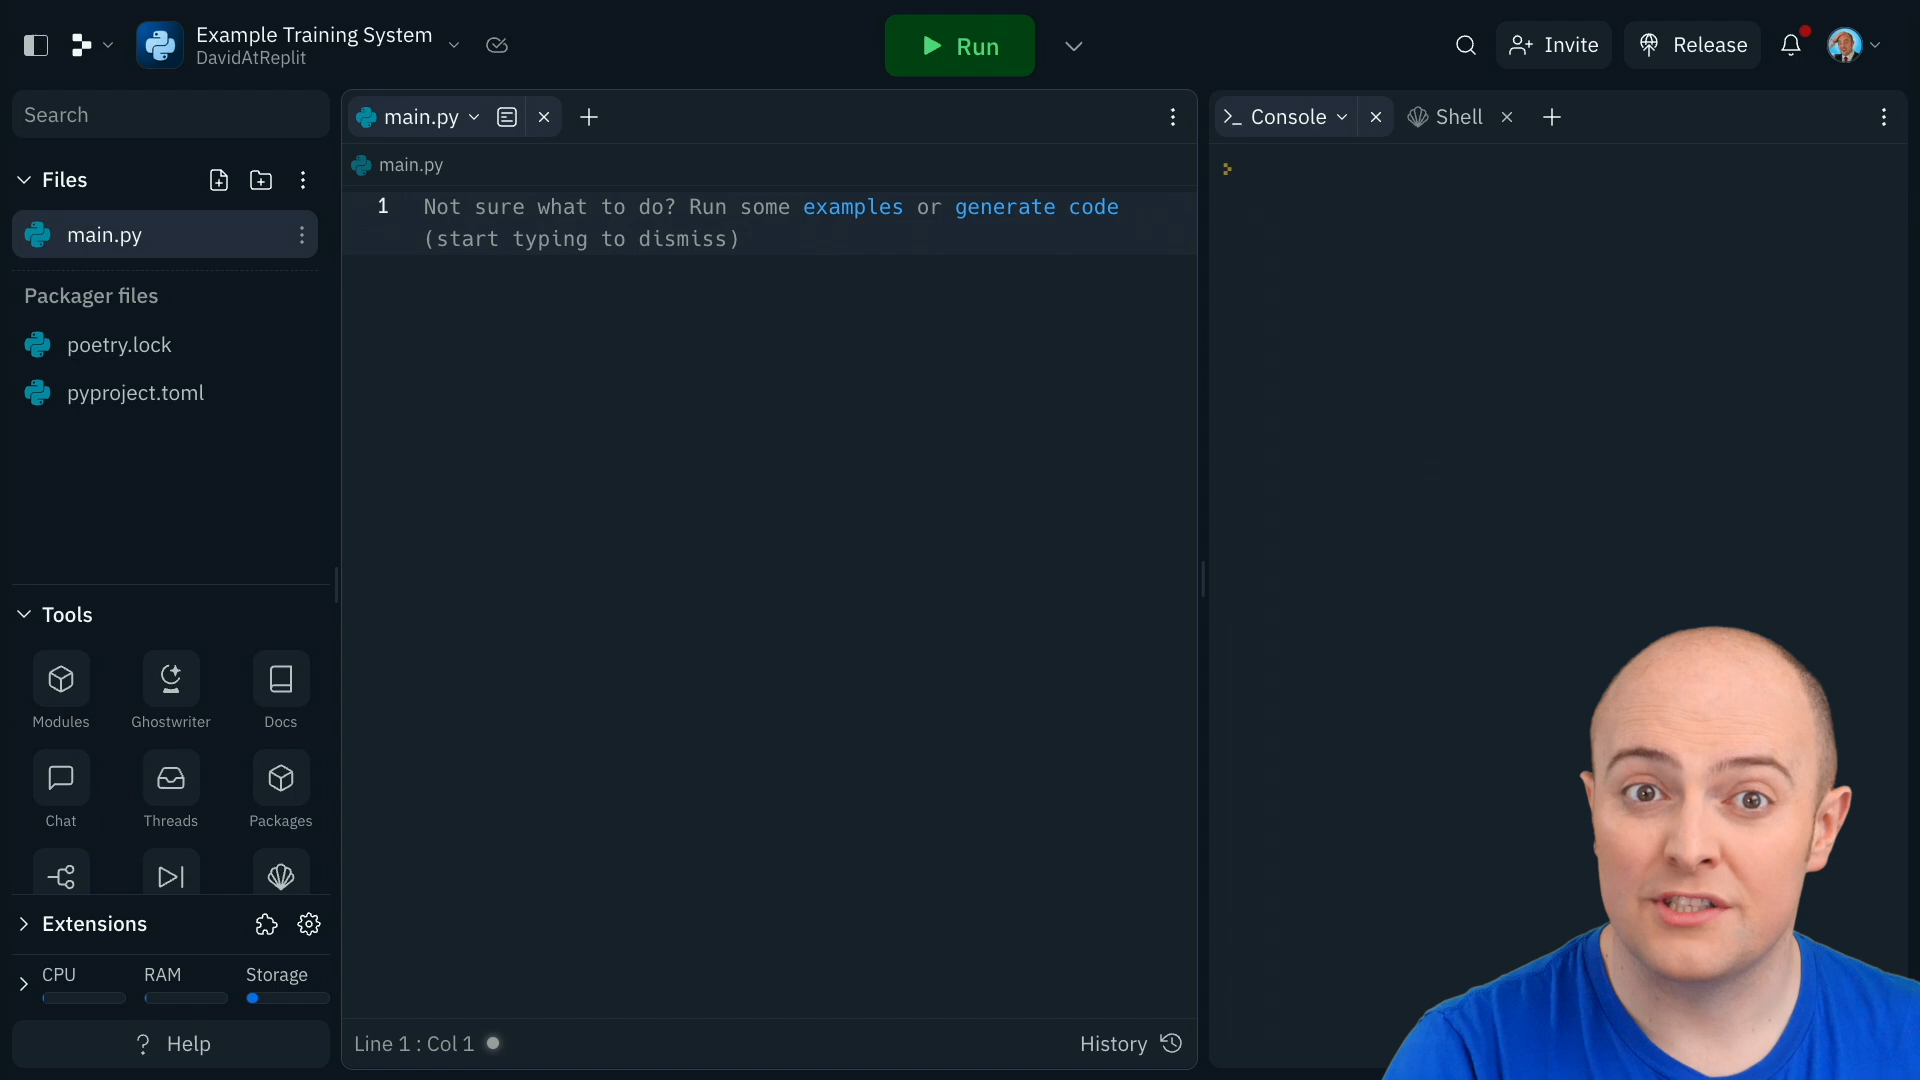 Example Training System
DavidAtReplit
Run
Invite
Release
Search
Files
main.py
Packager files
poetry.lock
pyproject.toml
Tools
Modules
Ghostwriter
Docs
Chat
Threads
Packages
Extensions
CPU
RAM
Storage
? Help
main.py
main.py
1 Not sure what to do? Run some examples or generate code
(start typing to dismiss)
Line 1 : Col 1
History
Console
Shell